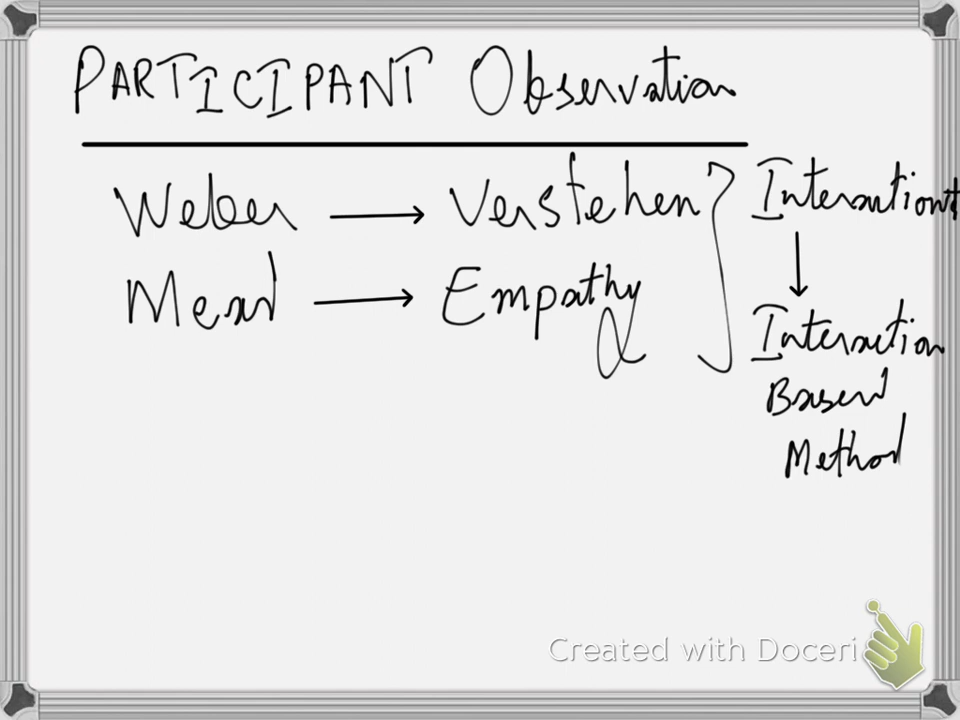 PARTICIPANT Observation
Weber → Verstehen } Interactionist
↓
Mead → Empathy
Interaction
Based
Method
Created with Doceri